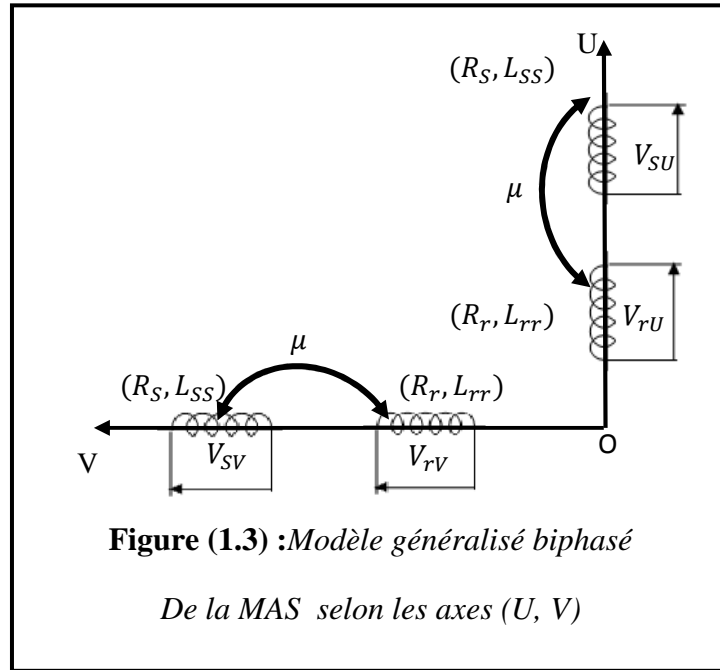 U
(R_S, L_SS)
V_SU
μ
(R_r, L_rr)
V_rU
μ
(R_S, L_SS) (R_r, L_rr)
O
V
V_SV
V_rV
Figure (1.3) :Modèle généralisé biphasé
De la MAS selon les axes (U, V)